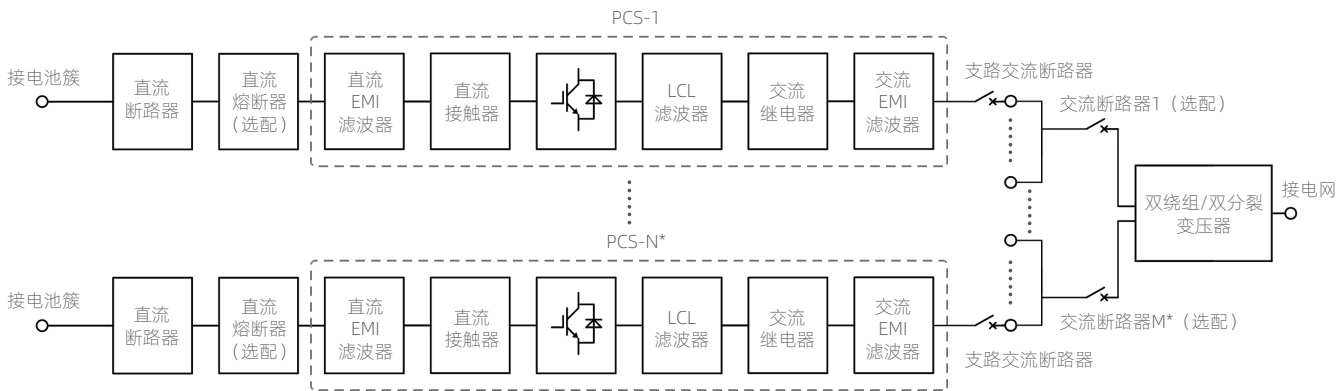 PCS-1
接电池簇
直流
断路器
直流
熔断器
（选配）
直流
EMI
滤波器
直流
接触器
LCL
滤波器
交流
继电器
交流
EMI
滤波器
支路交流断路器
交流断路器1（选配）
双绕组/双分裂
变压器
接电网
PCS-N*
接电池簇
直流
断路器
直流
熔断器
（选配）
直流
EMI
滤波器
直流
接触器
LCL
滤波器
交流
继电器
交流
EMI
滤波器
交流断路器M*（选配）
支路交流断路器